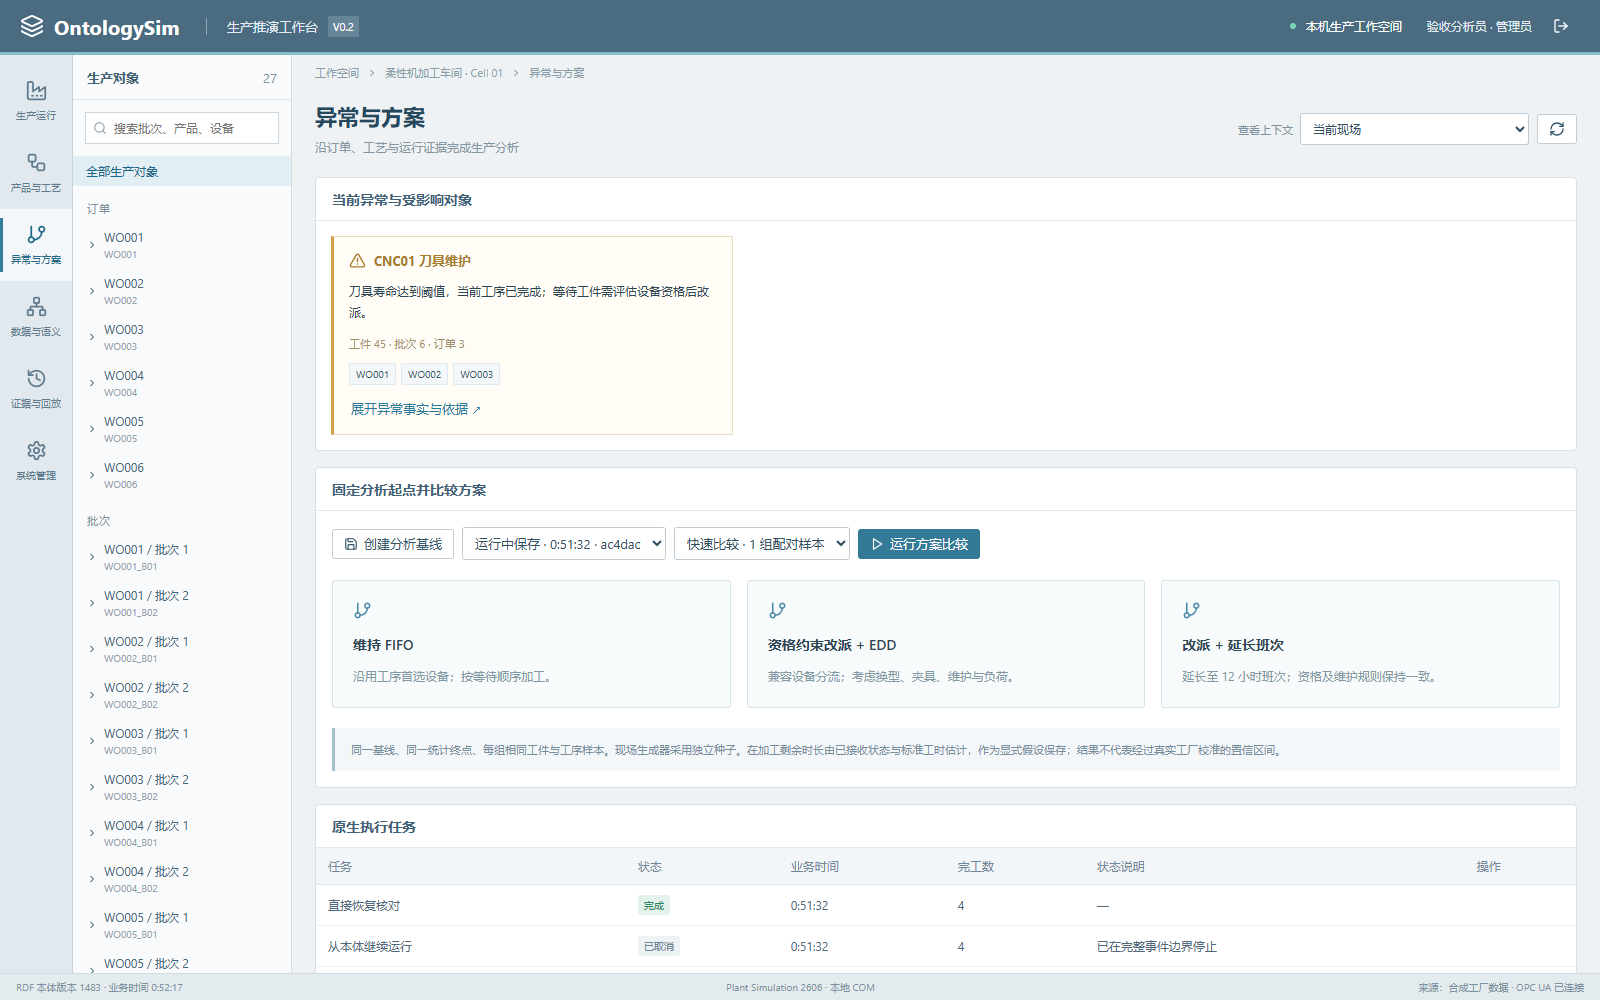 OntologySim
生产推演工作台 V0.2
本机生产工作空间
验收分析员 · 管理员
生产运行
产品与工艺
异常与方案
数据与语义
证据与回放
系统管理
生产对象 27
搜索批次、产品、设备
全部生产对象
订单
WO001
WO001
WO002
WO002
WO003
WO003
WO004
WO004
WO005
WO005
WO006
WO006
批次
WO001 / 批次 1
WO001_B01
WO001 / 批次 2
WO001_B02
WO002 / 批次 1
WO002_B01
WO002 / 批次 2
WO002_B02
WO003 / 批次 1
WO003_B01
WO003 / 批次 2
WO003_B02
WO004 / 批次 1
WO004_B01
WO004 / 批次 2
WO004_B02
WO005 / 批次 1
WO005_B01
WO005 / 批次 2
工作空间 > 柔性机加工车间 · Cell 01 > 异常与方案
异常与方案
沿订单、工艺与运行证据完成生产分析
查看上下文 当前现场
当前异常与受影响对象
CNC01 刀具维护
刀具寿命达到阈值，当前工序已完成；等待工件需评估设备资格后改
派。
工件 45 · 批次 6 · 订单 3
WO001 WO002 WO003
展开异常事实与依据 ↗
固定分析起点并比较方案
创建分析基线 运行中保存 · 0:51:32 · ac4dac 快速比较 · 1 组配对样本 运行方案比较
维持 FIFO
沿用工序首选设备；按等待顺序加工。
资格约束改派 + EDD
兼容设备分流；考虑换型、夹具、维护与负荷。
改派 + 延长班次
延长至 12 小时班次；资格及维护规则保持一致。
同一基线、同一统计终点、每组相同工件与工序样本。现场生成器采用独立种子。在加工剩余时长由已接收状态与标准工时估计，作为显式假设保存；结果不代表经过真实工厂校准的置信区间。
原生执行任务
任务 状态 业务时间 完工数 状态说明 操作
直接恢复核对 完成 0:51:32 4 —
从本体继续运行 已取消 0:51:32 4 已在完整事件边界停止
RDF 本体版本 1483 · 业务时间 0:52:17
Plant Simulation 2606 · 本地 COM
来源：合成工厂数据 · OPC UA 已连接